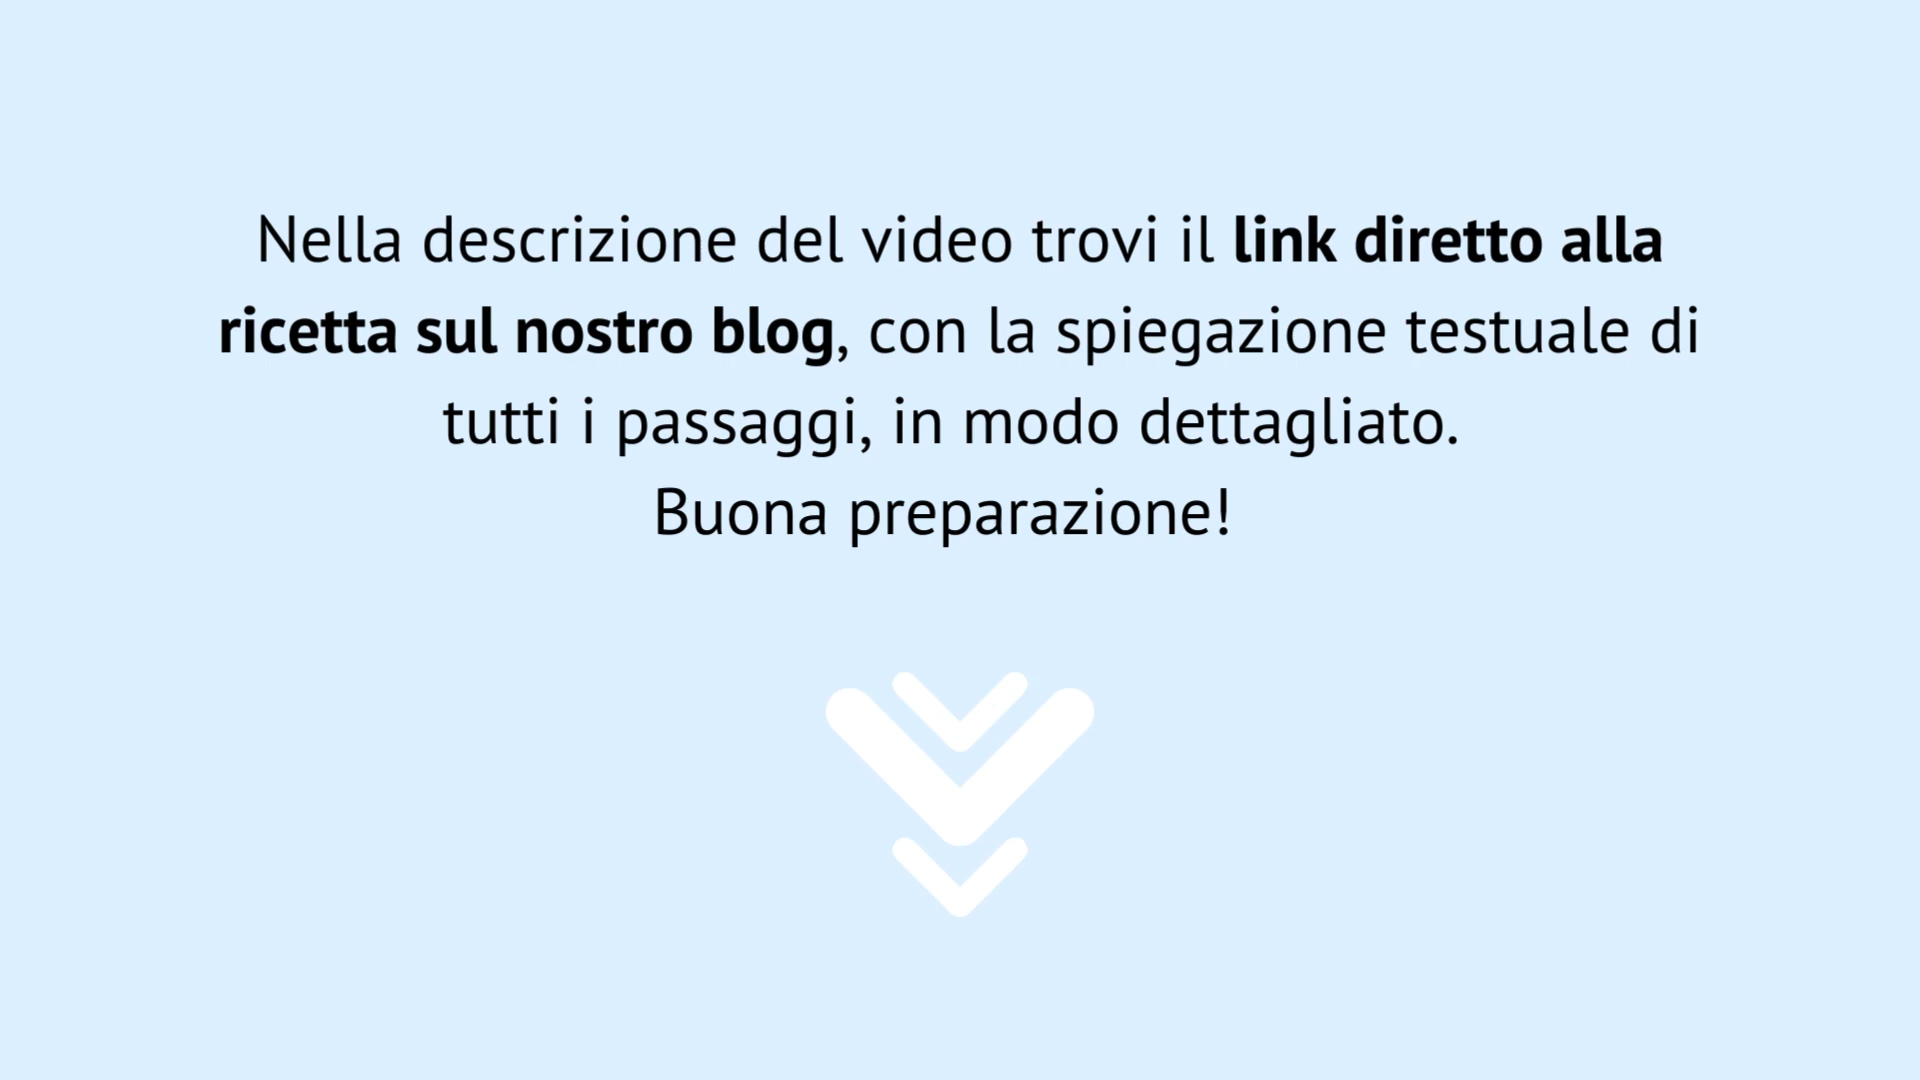 Nella descrizione del video trovi il link diretto alla
ricetta sul nostro blog, con la spiegazione testuale di
tutti i passaggi, in modo dettagliato.
Buona preparazione!